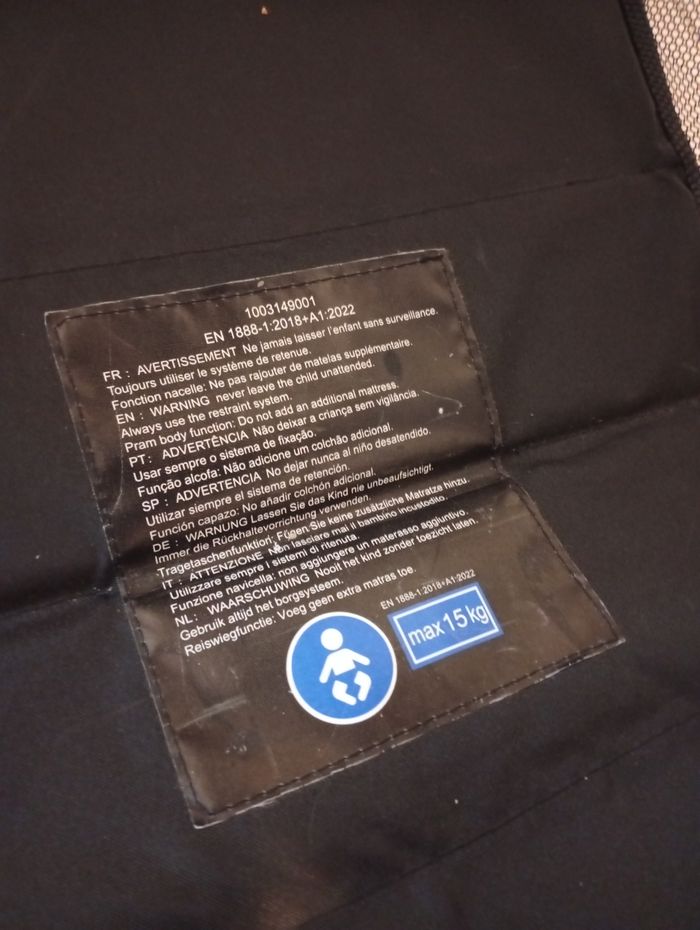 1003149001
EN 1888-1:2018+A1:2022
FR : AVERTISSEMENT Ne jamais laisser l'enfant sans surveillance.
Toujours utiliser le système de retenue.
Fonction nacelle: Ne pas rajouter de matelas supplémentaire.
EN : WARNING never leave the child unattended.
Always use the restraint system.
Pram body function: Do not add an additional mattress.
PT : ADVERTÊNCIA Não deixar a criança sem vigilância.
Usar sempre o sistema de fixação.
Função alcofa: Não adicione um colchão adicional.
SP : ADVERTENCIA No dejar nunca al niño desatendido.
Utilizar siempre el sistema de retención.
Función capazo: No añadir colchón adicional.
DE : WARNUNG Lassen Sie das Kind nie unbeaufsichtigt.
Immer die Rückhaltevorrichtung verwenden.
Tragetaschenfunktion: Fügen Sie keine zusätzliche Matratze hinzu.
IT : ATTENZIONE Non lasciare mai il bambino incustodito.
Utilizzare sempre I sistemi di ritenuta.
Funzione navicella: non aggiungere un materasso aggiuntivo.
NL: WAARSCHUWING Nooit het kind zonder toezicht laten.
Gebruik altijd het borgsysteem.
Reiswiegfunctie: Voeg geen extra matras toe.
EN 1888-1:2018+A1:2022
max 15 kg